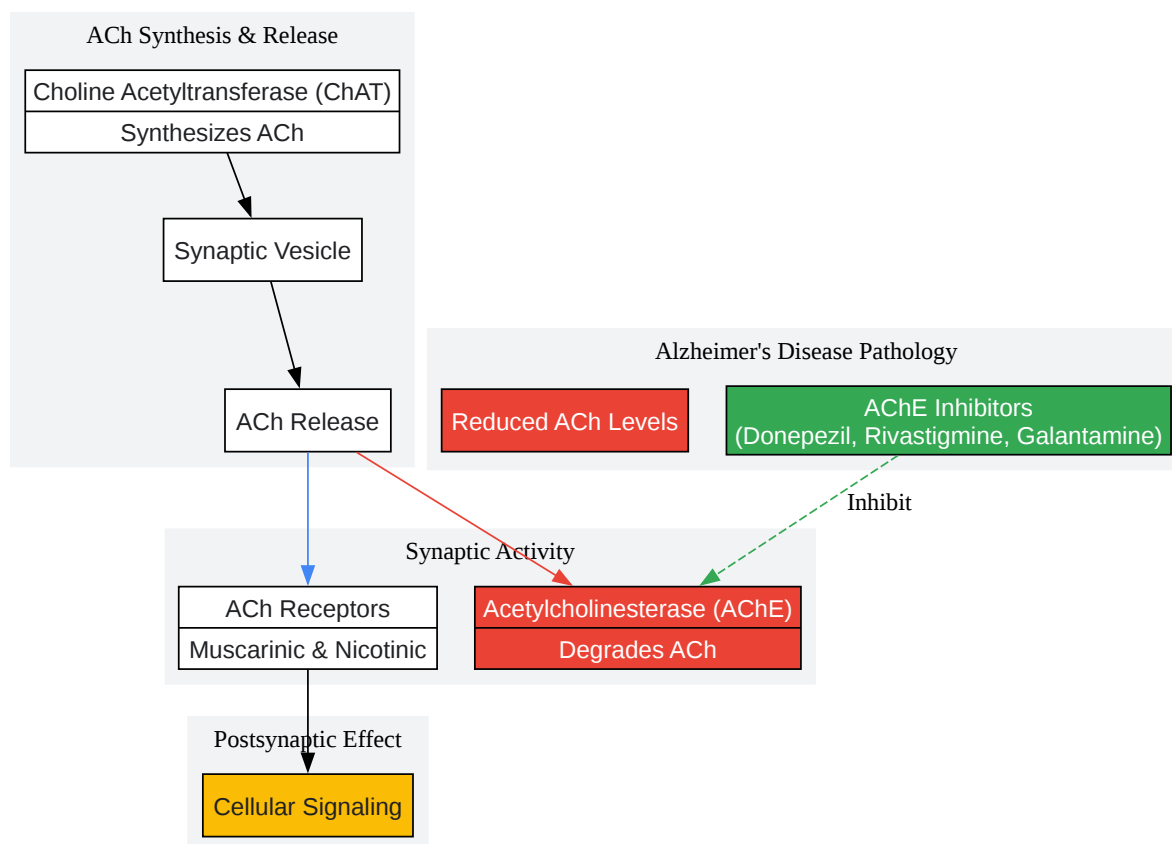 ACh Synthesis & Release
Choline Acetyltransferase (ChAT)
Synthesizes ACh
Synaptic Vesicle
ACh Release
Alzheimer's Disease Pathology
Reduced ACh Levels
AChE Inhibitors
(Donepezil, Rivastigmine, Galantamine)
Inhibit
Synaptic Activity
ACh Receptors
Muscarinic & Nicotinic
Acetylcholinesterase (AChE)
Degrades ACh
Postsynaptic Effect
Cellular Signaling